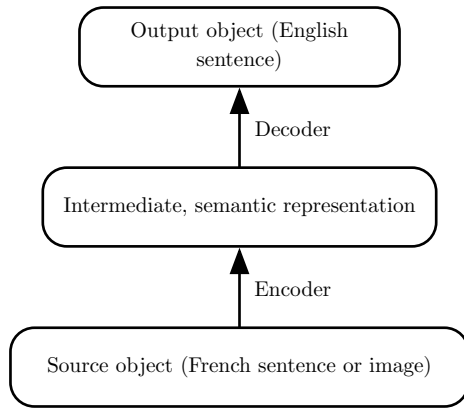 Output object (English
sentence)
Decoder
Intermediate, semantic representation
Encoder
Source object (French sentence or image)